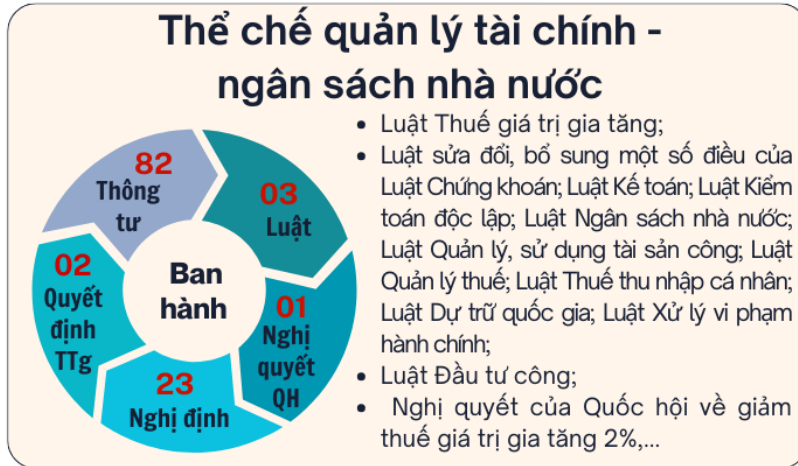 Thể chế quản lý tài chính -
ngân sách nhà nước
82
Thông
tư
03
Luật
02
Quyết
định
TTg
Ban
hành
01
Nghị
quyết
QH
23
Nghị định
• Luật Thuế giá trị gia tăng;
• Luật sửa đổi, bổ sung một số điều của
Luật Chứng khoán; Luật Kế toán; Luật Kiểm
toán độc lập; Luật Ngân sách nhà nước;
Luật Quản lý, sử dụng tài sản công; Luật
Quản lý thuế; Luật Thuế thu nhập cá nhân;
Luật Dự trữ quốc gia; Luật Xử lý vi phạm
hành chính;
• Luật Đầu tư công;
• Nghị quyết của Quốc hội về giảm
thuế giá trị gia tăng 2%,...